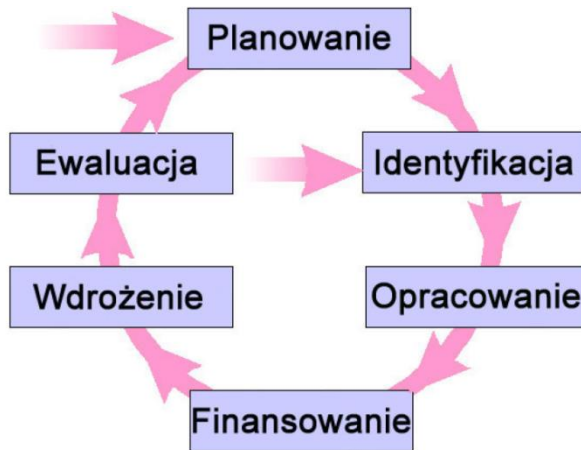 Planowanie
Ewaluacja
Identyfikacja
Wdrożenie
Opracowanie
Finansowanie